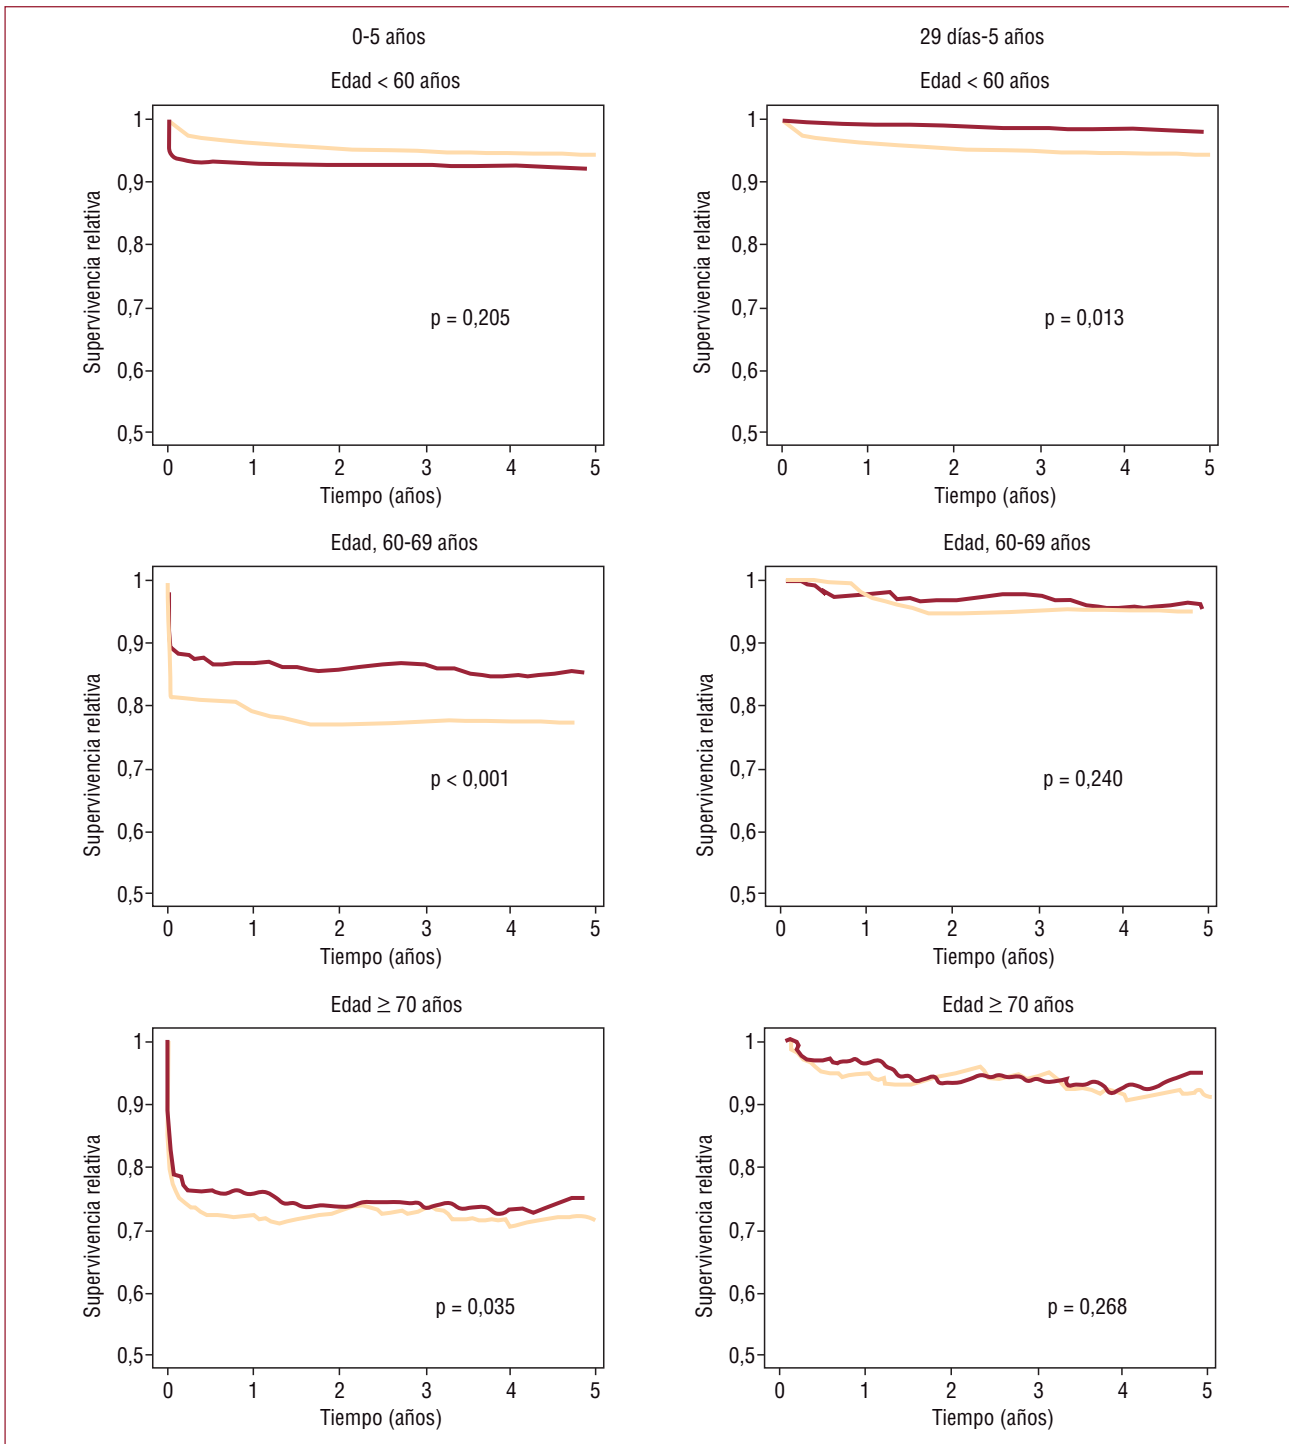 0-5 años
Edad < 60 años
Supervivencia relativa
1
0,9
0,8
0,7
0,6
0,5
p = 0,205
0 1 2 3 4 5
Tiempo (años)
29 días-5 años
Edad < 60 años
Supervivencia relativa
1
0,9
0,8
0,7
0,6
0,5
p = 0,013
0 1 2 3 4 5
Tiempo (años)
Edad, 60-69 años
Supervivencia relativa
1
0,9
0,8
0,7
0,6
0,5
p < 0,001
0 1 2 3 4 5
Tiempo (años)
Edad, 60-69 años
Supervivencia relativa
1
0,9
0,8
0,7
0,6
0,5
p = 0,240
0 1 2 3 4 5
Tiempo (años)
Edad ≥ 70 años
Supervivencia relativa
1
0,9
0,8
0,7
0,6
0,5
p = 0,035
0 1 2 3 4 5
Tiempo (años)
Edad ≥ 70 años
Supervivencia relativa
1
0,9
0,8
0,7
0,6
0,5
p = 0,268
0 1 2 3 4 5
Tiempo (años)